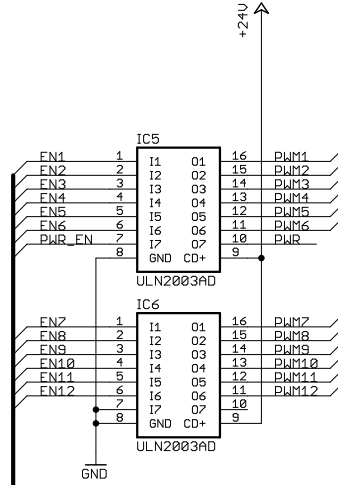 +24V
IC5
EN1 1 I1 O1 16 PWM1
EN2 2 I2 O2 15 PWM2
EN3 3 I3 O3 14 PWM3
EN4 4 I4 O4 13 PWM4
EN5 5 I5 O5 12 PWM5
EN6 6 I6 O6 11 PWM6
PWR_EN 7 I7 O7 10 PWR
8 GND CD+ 9
ULN2003AD
IC6
EN7 1 I1 O1 16 PWM7
EN8 2 I2 O2 15 PWM8
EN9 3 I3 O3 14 PWM9
EN10 4 I4 O4 13 PWM10
EN11 5 I5 O5 12 PWM11
EN12 6 I6 O6 11 PWM12
7 I7 O7 10
8 GND CD+ 9
ULN2003AD
GND